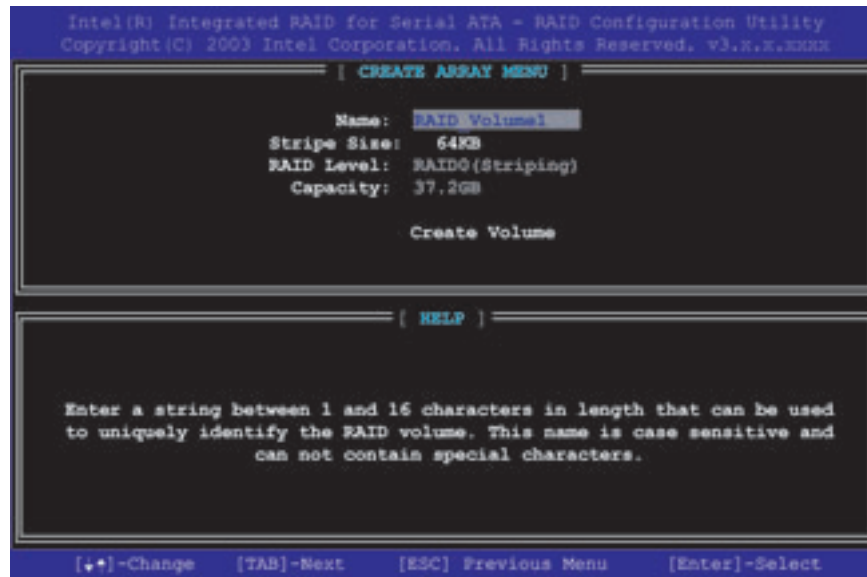 Intel(R) Integrated RAID for Serial ATA - RAID Configuration Utility
Copyright(C) 2003 Intel Corporation. All Rights Reserved. v3.x.x.xxxx
[ CREATE ARRAY MENU ]
Name: RAID_Volume1
Stripe Size: 64KB
RAID Level: RAID0(Striping)
Capacity: 37.2GB
Create Volume
[ HELP ]
Enter a string between 1 and 16 characters in length that can be used
to uniquely identify the RAID volume. This name is case sensitive and
can not contain special characters.
[↓↑]-Change [TAB]-Next [ESC] Previous Menu [Enter]-Select